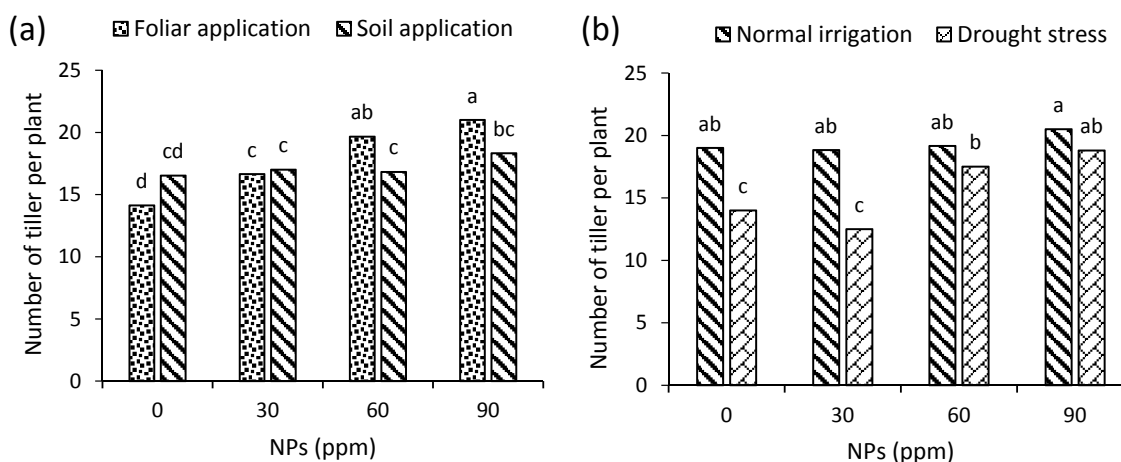 (a)
Foliar application Soil application
Number of tiller per plant
25
20
15
10
5
0
d cd c c ab c a bc
0 30 60 90
NPs (ppm)
(b)
Normal irrigation Drought stress
Number of tiller per plant
25
20
15
10
5
0
ab c ab c ab b a ab
0 30 60 90
NPs (ppm)